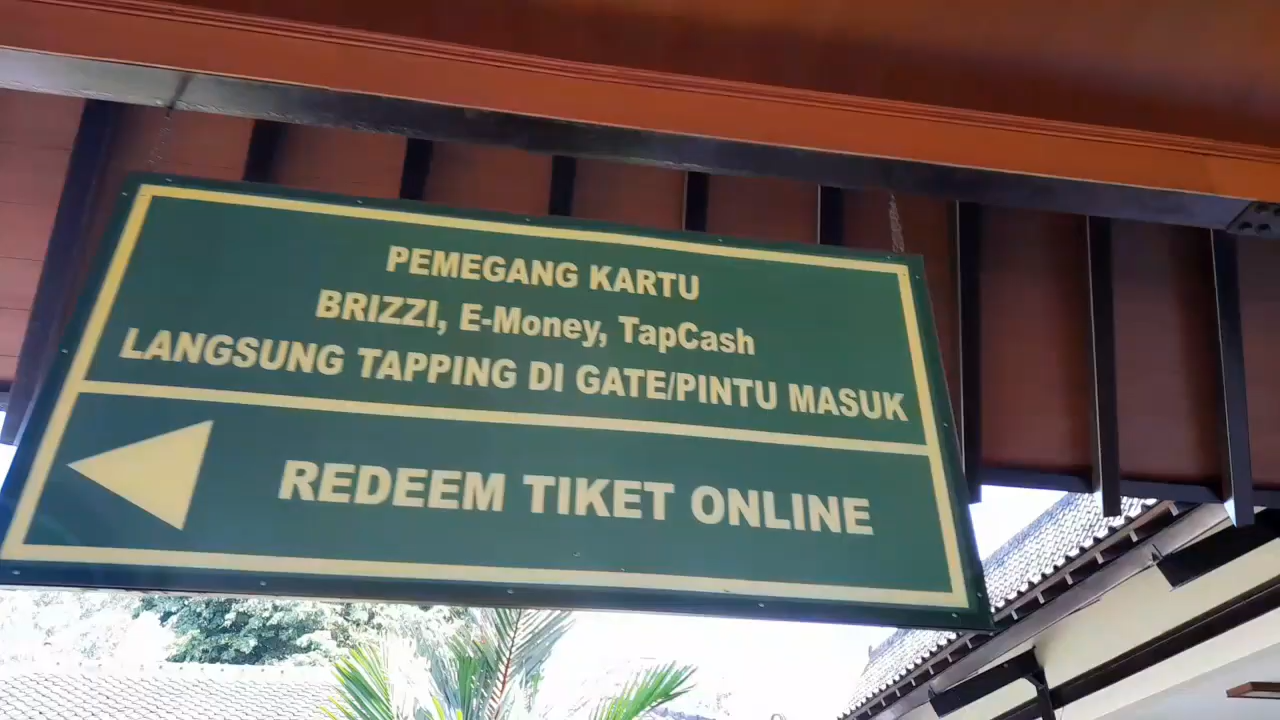 PEMEGANG KARTU
BRIZZI, E-Money, TapCash
LANGSUNG TAPPING DI GATE/PINTU MASUK
REDEEM TIKET ONLINE